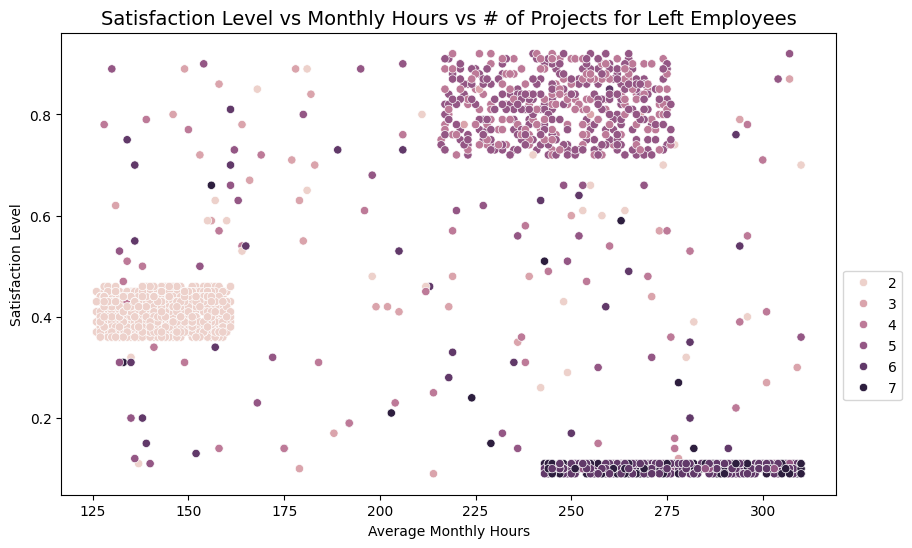 Satisfaction Level vs Monthly Hours vs # of Projects for Left Employees
Satisfaction Level
0.8
0.6
0.4
0.2
125 150 175 200 225 250 275 300
Average Monthly Hours
2
3
4
5
6
7